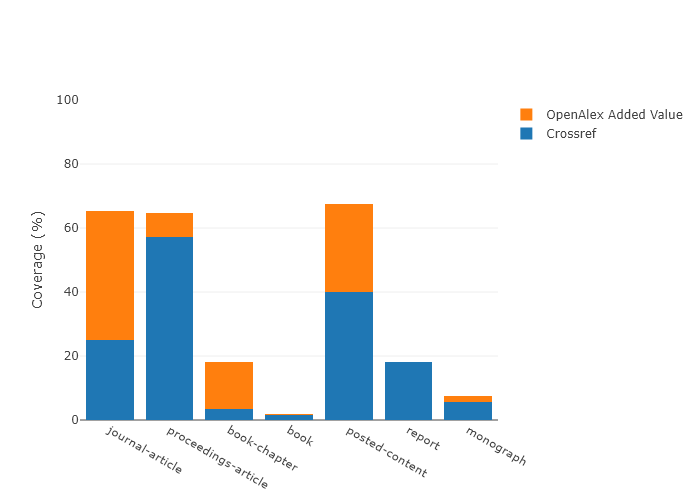 100
80
60
40
20
0
Coverage (%)
journal-article
proceedings-article
book-chapter
book
posted-content
report
monograph
OpenAlex Added Value
Crossref